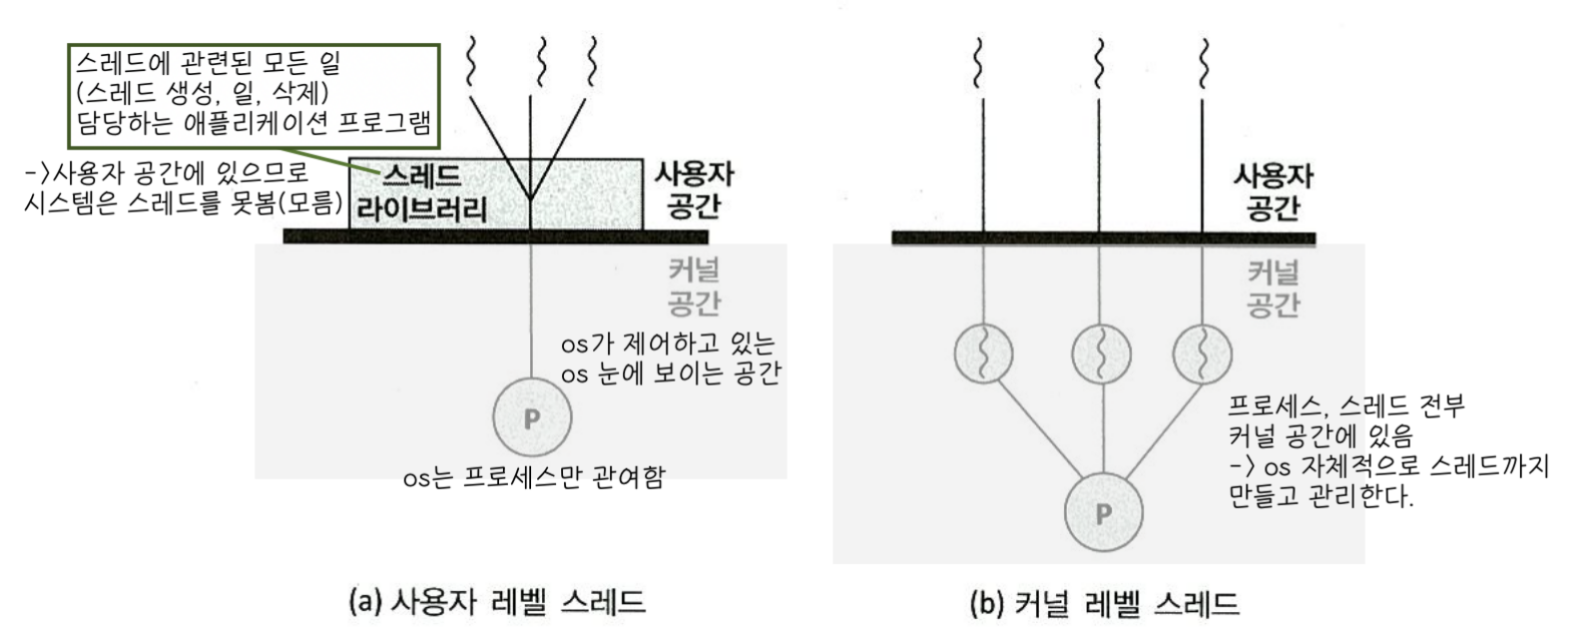 스레드에 관련된 모든 일
(스레드 생성, 일, 삭제)
담당하는 애플리케이션 프로그램
->사용자 공간에 있으므로
시스템은 스레드를 못봄(모름)
스레드
라이브러리
사용자
공간
커널
공간
os가 제어하고 있는
os 눈에 보이는 공간
P
os는 프로세스만 관여함
(a) 사용자 레벨 스레드
사용자
공간
커널
공간
프로세스, 스레드 전부
커널 공간에 있음
-> os 자체적으로 스레드까지
만들고 관리한다.
P
(b) 커널 레벨 스레드